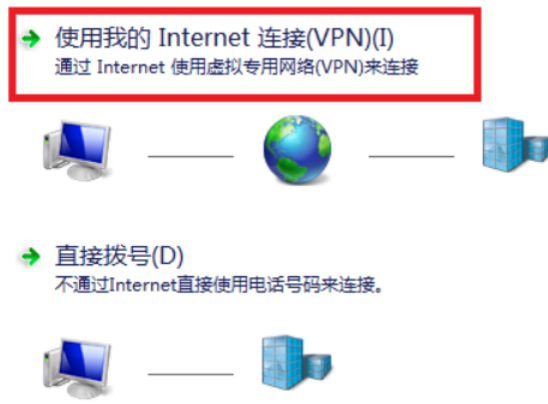 使用我的 Internet 连接(VPN)(I)
通过 Internet 使用虚拟专用网络(VPN)来连接
直接拨号(D)
不通过Internet直接使用电话号码来连接。